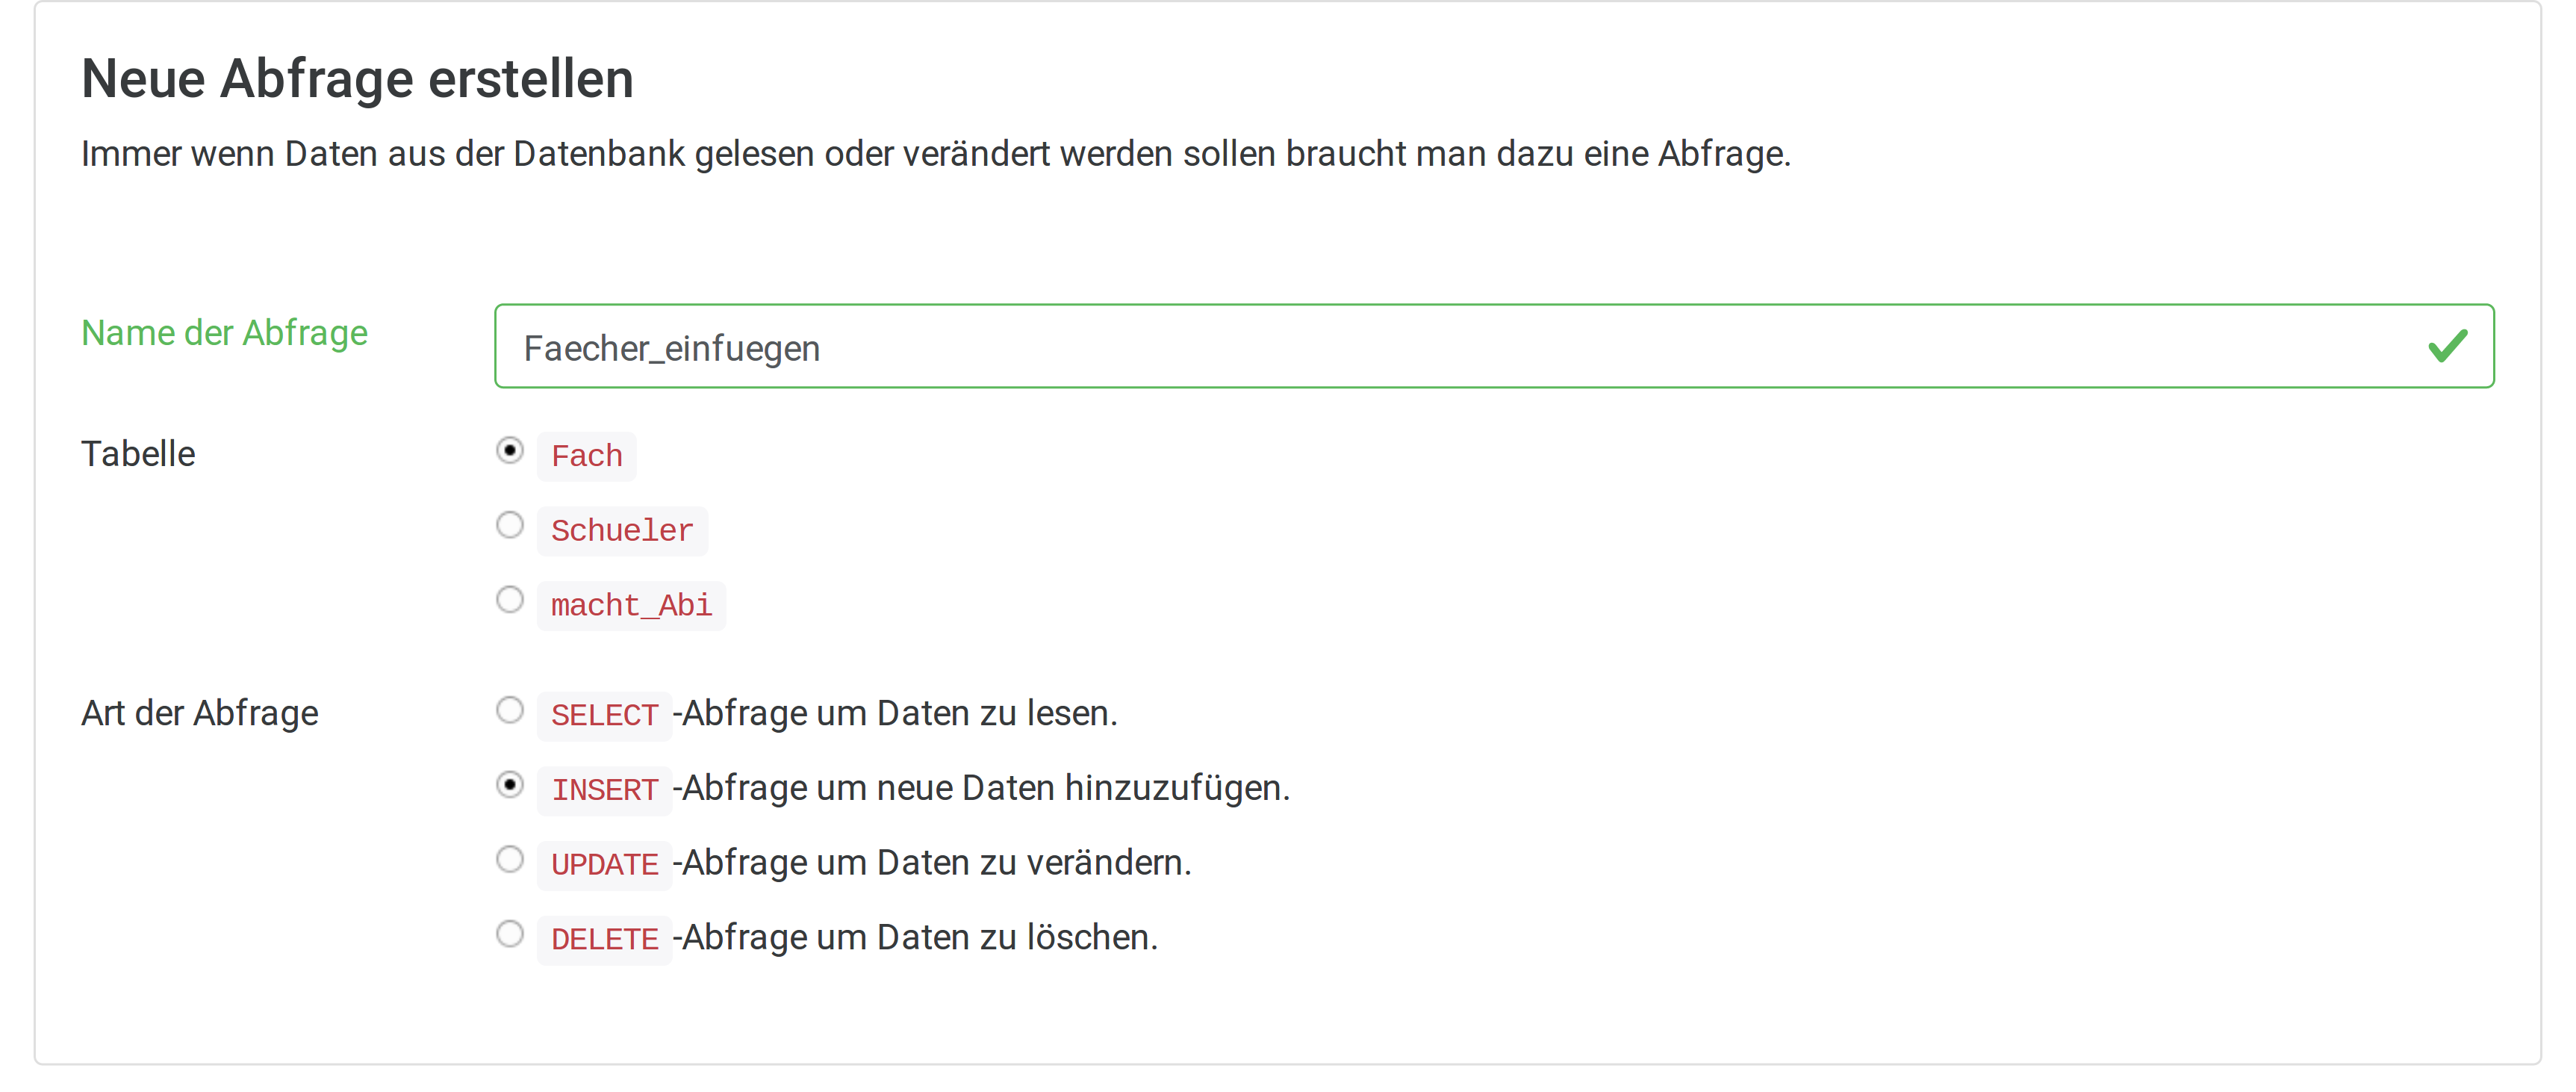 Neue Abfrage erstellen
Immer wenn Daten aus der Datenbank gelesen oder verändert werden sollen braucht man dazu eine Abfrage.
Name der Abfrage
Faecher_einfuegen
Tabelle
Fach
Schueler
macht_Abi
Art der Abfrage
SELECT -Abfrage um Daten zu lesen.
INSERT -Abfrage um neue Daten hinzuzufügen.
UPDATE -Abfrage um Daten zu verändern.
DELETE -Abfrage um Daten zu löschen.